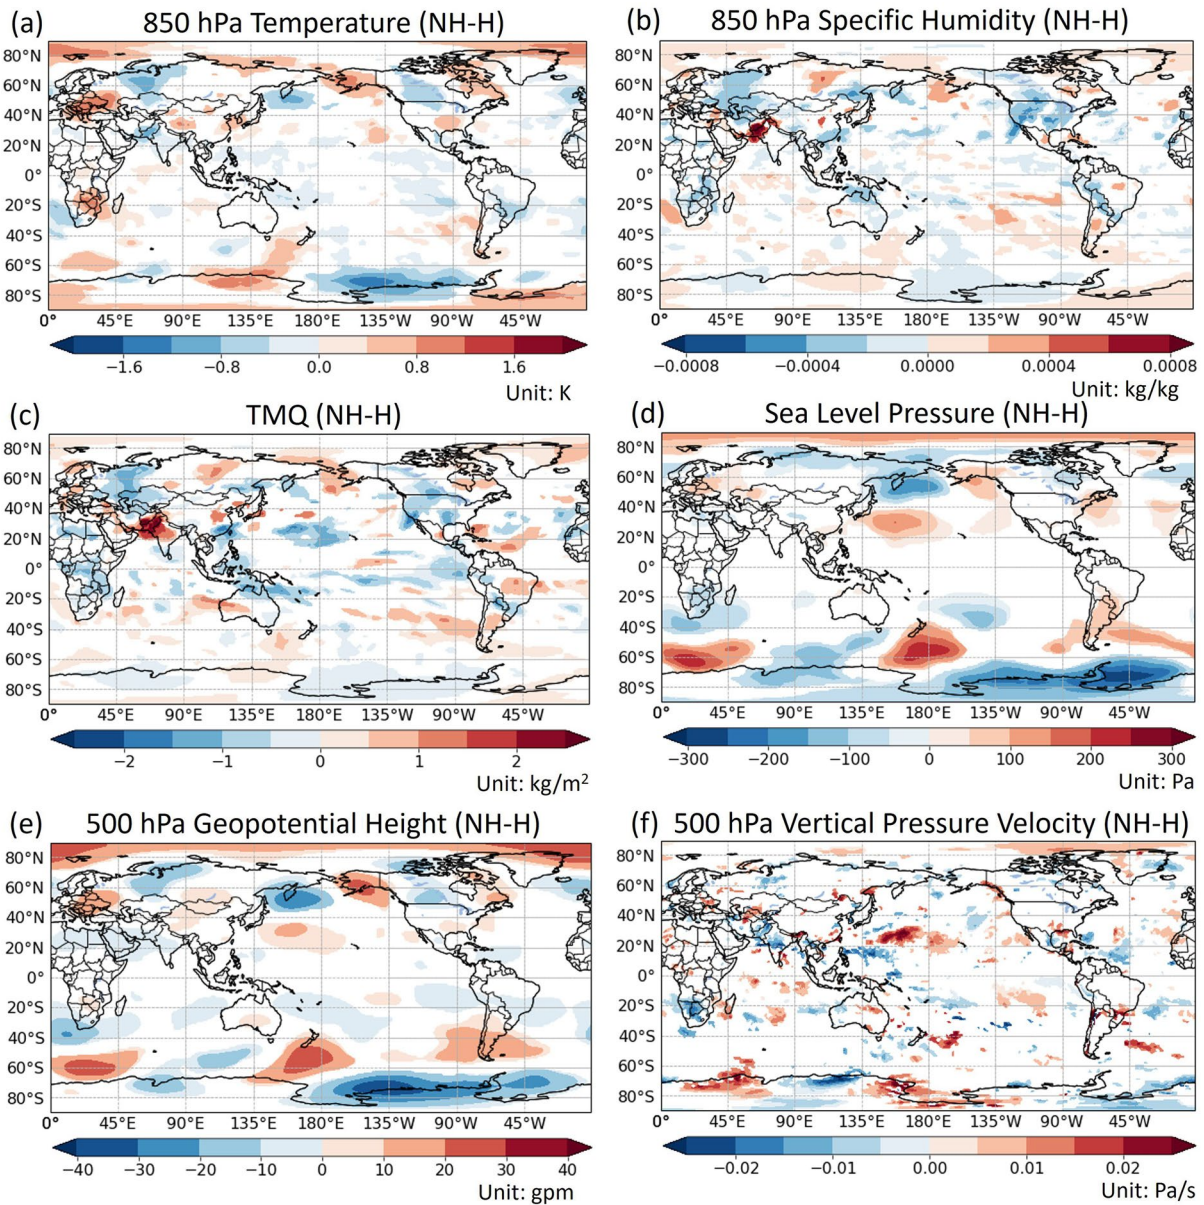 (a) 850 hPa Temperature (NH-H)
80°N
60°N
40°N
20°N
0°
20°S
40°S
60°S
80°S
0° 45°E 90°E 135°E 180°E 135°W 90°W 45°W
−1.6 −0.8 0.0 0.8 1.6
Unit: K
(b) 850 hPa Specific Humidity (NH-H)
80°N
60°N
40°N
20°N
0°
20°S
40°S
60°S
80°S
0° 45°E 90°E 135°E 180°E 135°W 90°W 45°W
−0.0008 −0.0004 0.0000 0.0004 0.0008
Unit: kg/kg
(c) TMQ (NH-H)
80°N
60°N
40°N
20°N
0°
20°S
40°S
60°S
80°S
0° 45°E 90°E 135°E 180°E 135°W 90°W 45°W
−2 −1 0 1 2
Unit: kg/m²
(d) Sea Level Pressure (NH-H)
80°N
60°N
40°N
20°N
0°
20°S
40°S
60°S
80°S
0° 45°E 90°E 135°E 180°E 135°W 90°W 45°W
−300 −200 −100 0 100 200 300
Unit: Pa
(e) 500 hPa Geopotential Height (NH-H)
80°N
60°N
40°N
20°N
0°
20°S
40°S
60°S
80°S
0° 45°E 90°E 135°E 180°E 135°W 90°W 45°W
−40 −30 −20 −10 0 10 20 30 40
Unit: gpm
(f) 500 hPa Vertical Pressure Velocity (NH-H)
80°N
60°N
40°N
20°N
0°
20°S
40°S
60°S
80°S
0° 45°E 90°E 135°E 180°E 135°W 90°W 45°W
−0.02 −0.01 0.00 0.01 0.02
Unit: Pa/s